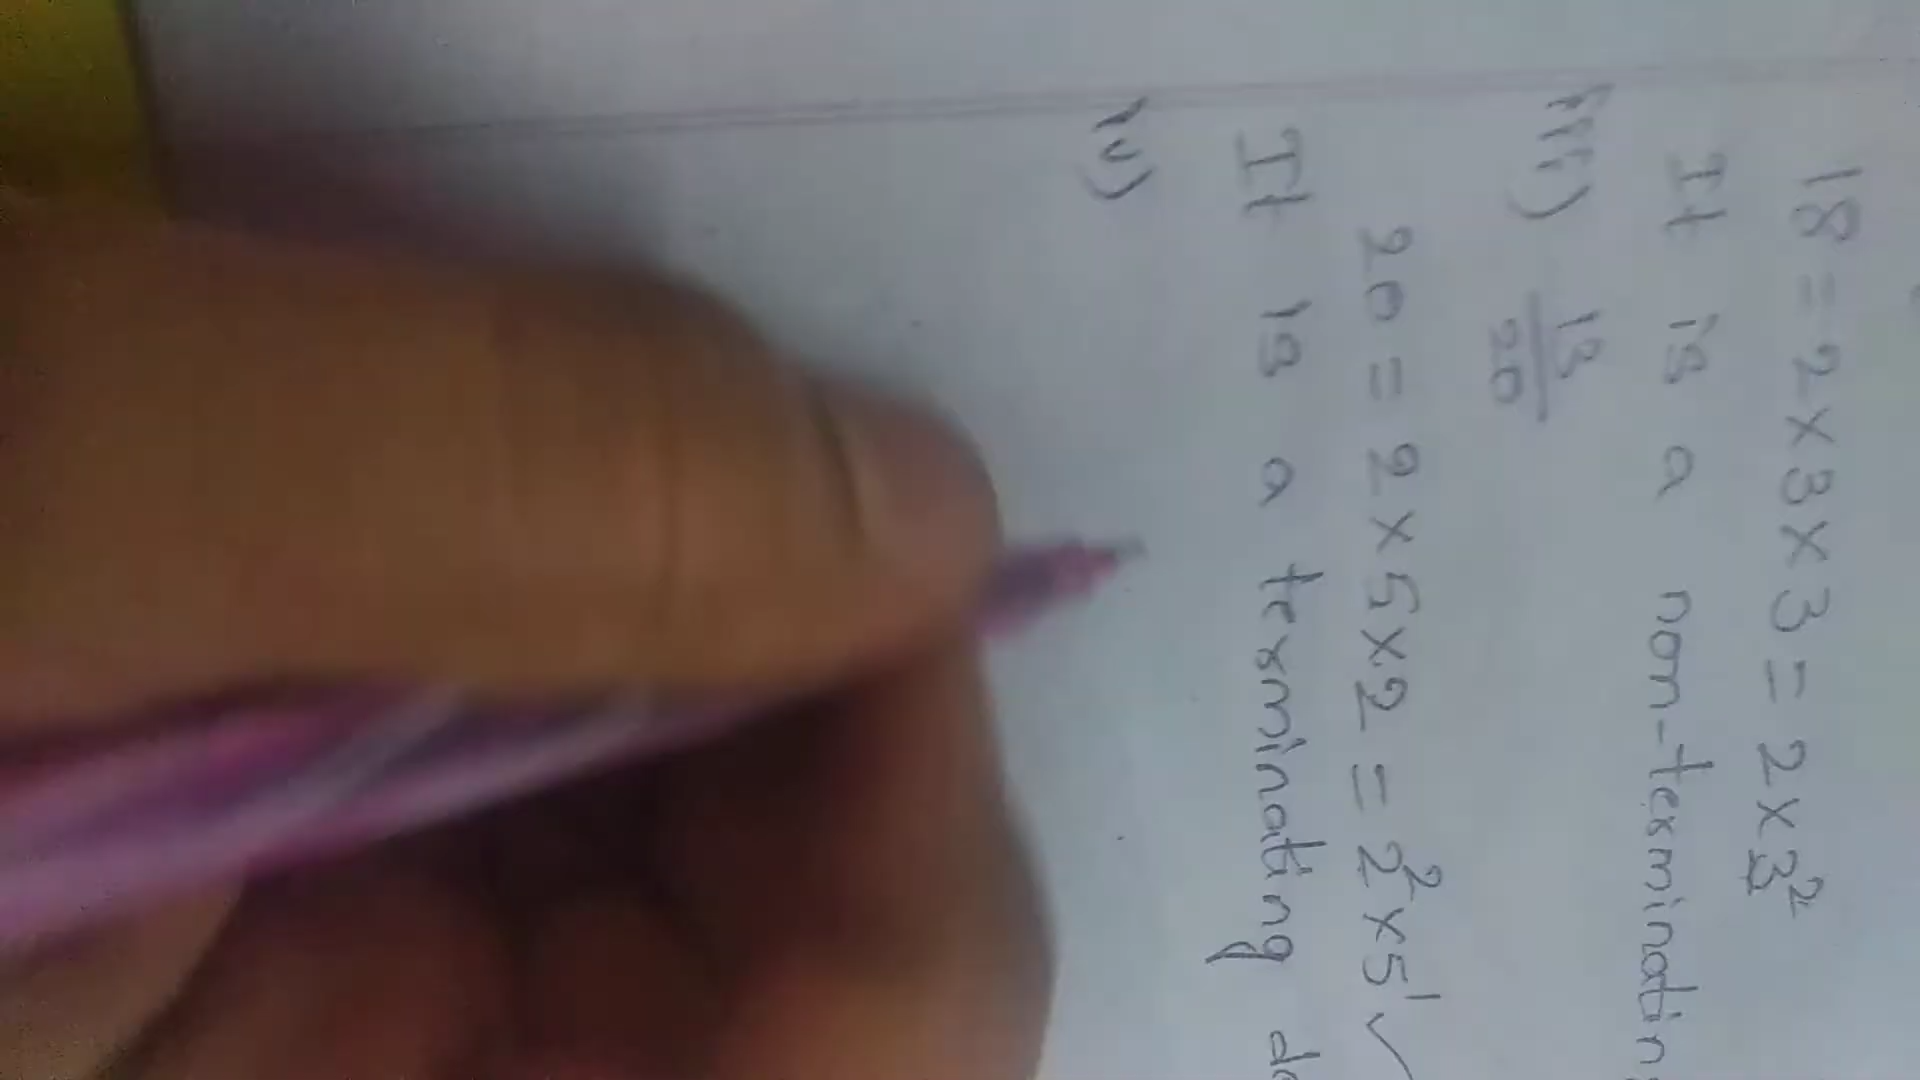 18 = 2 x 3 x 3 = 2 x 3²
It is a non-terminating
iii) 13/20
20 = 2 x 5 x 2 = 2² x 5¹ ✓
It is a terminating de
iv)